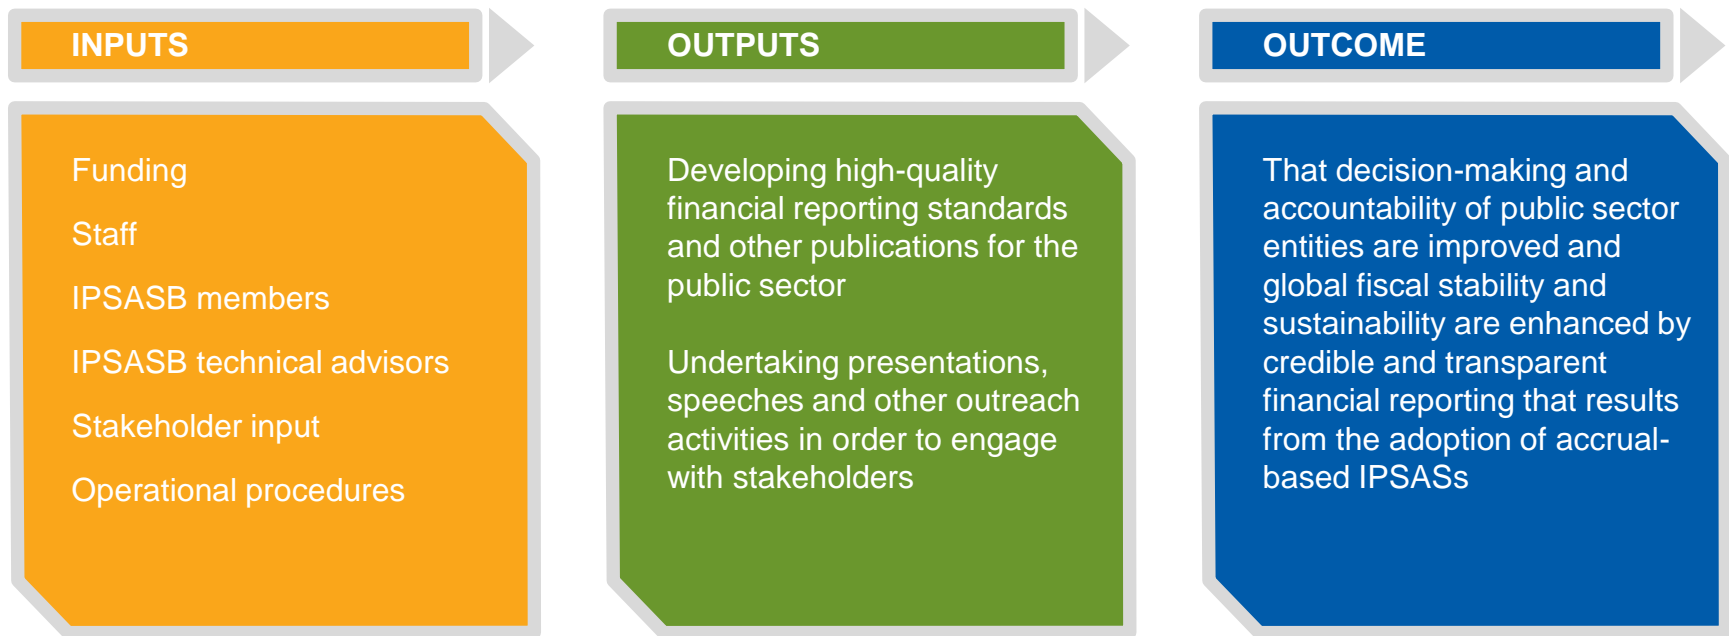 INPUTS
Funding
Staff
IPSASB members
IPSASB technical advisors
Stakeholder input
Operational procedures
OUTPUTS
Developing high-quality
financial reporting standards
and other publications for the
public sector
Undertaking presentations,
speeches and other outreach
activities in order to engage
with stakeholders
OUTCOME
That decision-making and
accountability of public sector
entities are improved and
global fiscal stability and
sustainability are enhanced by
credible and transparent
financial reporting that results
from the adoption of accrual-
based IPSASs